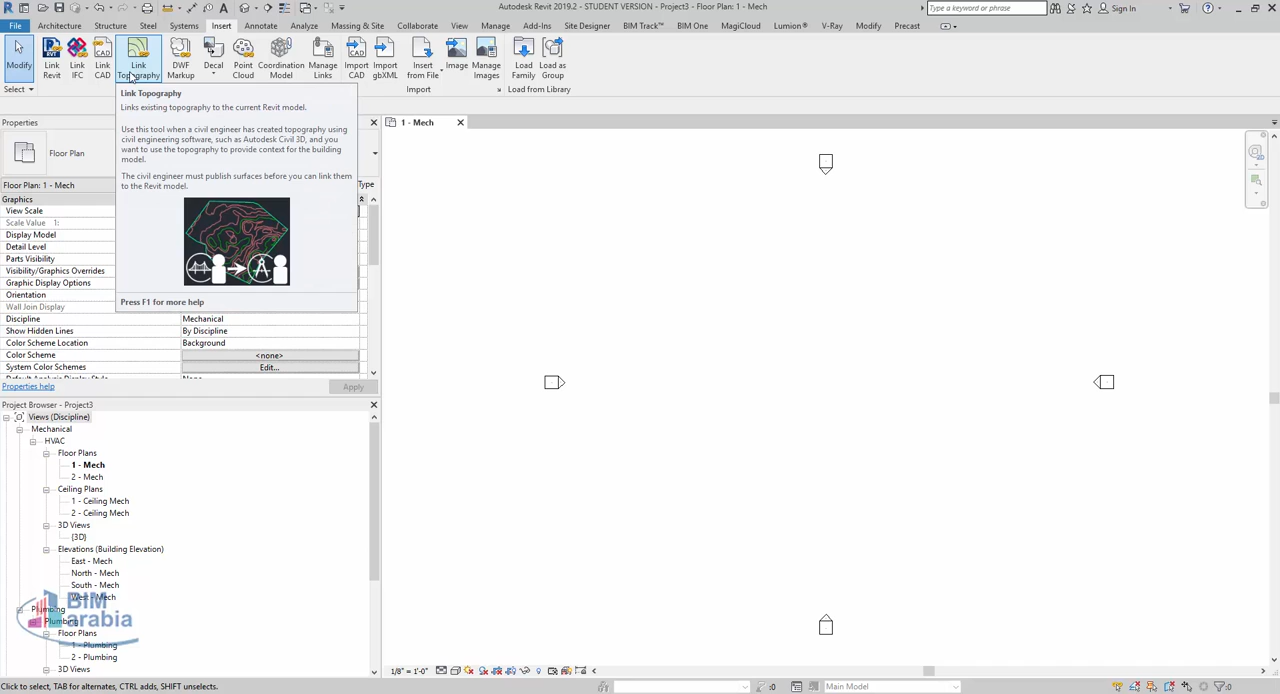 Autodesk Revit 2019.2 - STUDENT VERSION - Project3 - Floor Plan: 1 - Mech
Type a keyword or phrase
Sign In
File Architecture Structure Steel Systems Insert Annotate Analyze Massing & Site Collaborate View Manage Add-Ins Site Designer BIM Track™ BIM One MagiCloud Lumion® V-Ray Modify Precast
Modify
Link Revit
Link IFC
Link CAD
Link Topography
DWF Markup
Decal
Point Cloud
Coordination Model
Manage Links
Import CAD
Import gbXML
Insert from File
Image
Manage Images
Load Family
Load as Group
Select
Import
Load from Library
Link Topography
Links existing topography to the current Revit model.
Use this tool when a civil engineer has created topography using
civil engineering software, such as Autodesk Civil 3D, and you
want to use the topography to provide context for the building
model.
The civil engineer must publish surfaces before you can link them
to the Revit model.
Press F1 for more help
Properties
Floor Plan
Floor Plan: 1 - Mech
Type
Graphics
View Scale
Scale Value 1:
Display Model
Detail Level
Parts Visibility
Visibility/Graphics Overrides
Graphic Display Options
Orientation
Wall Join Display
Discipline Mechanical
Show Hidden Lines By Discipline
Color Scheme Location Background
Color Scheme <none>
System Color Schemes Edit...
Properties help
Apply
Project Browser - Project3
Views (Discipline)
Mechanical
HVAC
Floor Plans
1 - Mech
2 - Mech
Ceiling Plans
1 - Ceiling Mech
2 - Ceiling Mech
3D Views
{3D}
Elevations (Building Elevation)
East - Mech
North - Mech
South - Mech
West - Mech
Plumbing
Plumbing
Floor Plans
1 - Plumbing
2 - Plumbing
3D Views
BIM
arabia
1 - Mech
1/8" = 1'-0"
Click to select, TAB for alternates, CTRL adds, SHIFT unselects.
:0
Main Model
:0